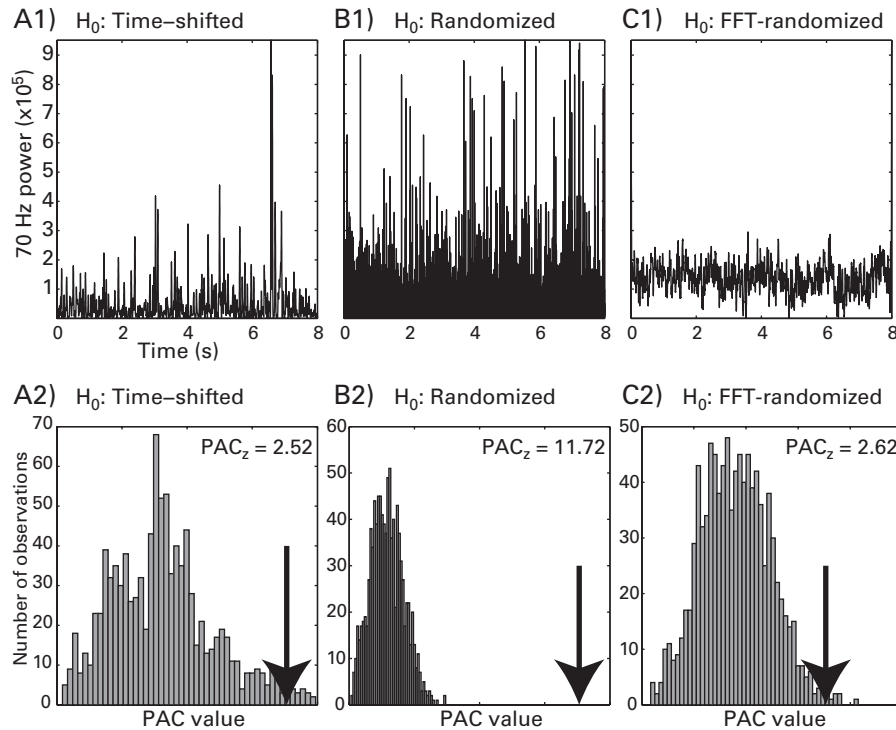 A1) H₀: Time–shifted
B1) H₀: Randomized
C1) H₀: FFT-randomized
70 Hz power (x10⁵)
9
8
7
6
5
4
3
2
1
0 2 4 6 8
0 2 4 6 8
0 2 4 6 8
Time (s)
A2) H₀: Time–shifted
B2) H₀: Randomized
C2) H₀: FFT-randomized
Number of observations
70
60
50
40
30
20
10
0
PAC_z = 2.52
PAC value
60
50
40
30
20
10
0
PAC_z = 11.72
PAC value
50
40
30
20
10
0
PAC_z = 2.62
PAC value